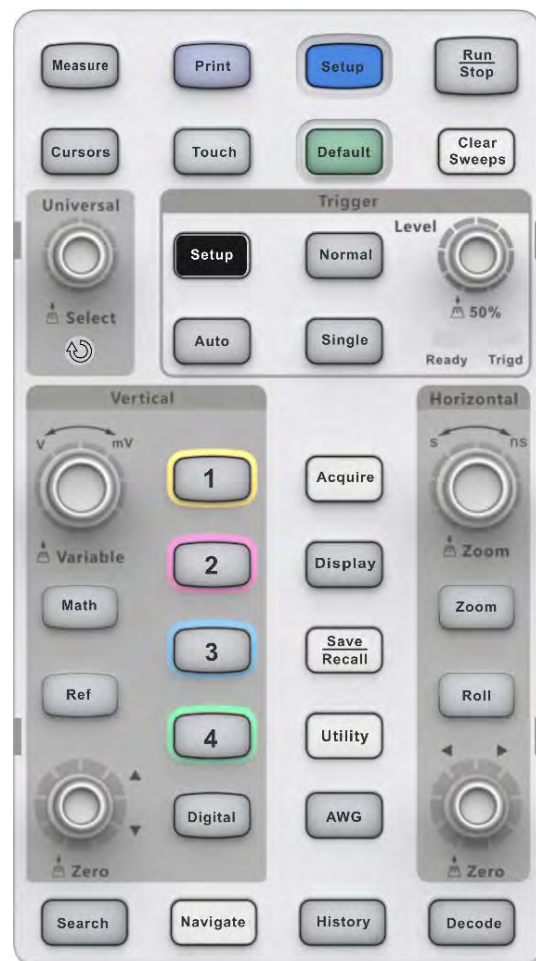 Measure
Print
Setup
Run
Stop
Cursors
Touch
Default
Clear
Sweeps
Universal
Select
Trigger
Setup
Normal
Level
50%
Auto
Single
Ready Trigd
Vertical
V mV
Variable
Math
Ref
Zero
1
2
3
4
Digital
Acquire
Display
Save
Recall
Utility
AWG
Horizontal
s ns
Zoom
Zoom
Roll
Zero
Search
Navigate
History
Decode